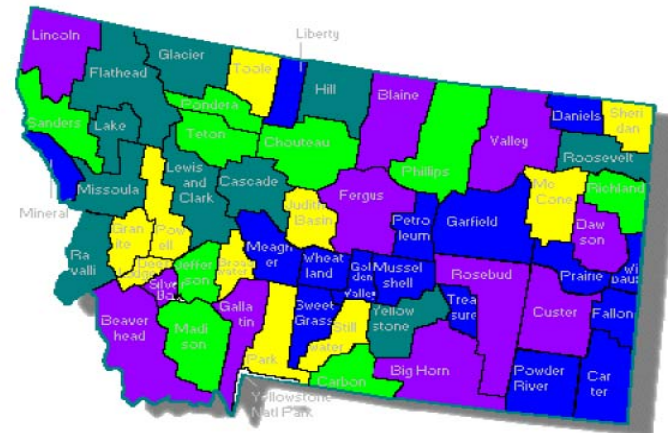 Lincoln
Liberty
Glacier
Flathead
Toole
Hill
Blaine
Daniels
Sheri
dan
Pondera
Sanders
Lake
Teton
Chouteau
Phillips
Valley
Roosevelt
Richland
Missoula
Lewis
and
Clark
Cascade
Judith
Basin
Fergus
Petro
leum
Garfield
Mc
Cone
Daw
son
Mineral
Gran
ite
Pow
ell
Ra
valli
Meagh
er
Wheat
land
Gol
den
Valley
Mussel
shell
Rosebud
Prairie
Wi
baux
Jeffer
son
Broad
water
Deer
Lodge
Silver
Bow
Beaver
head
Madi
son
Galla
tin
Park
Sweet
Grass
Still
water
Yellow
stone
Trea
sure
Custer
Fallon
Carbon
Big Horn
Powder
River
Car
ter
Yellowstone
Natl Park